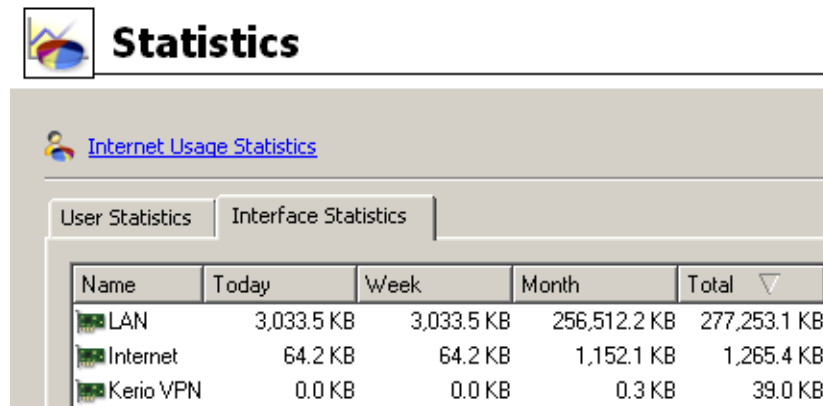 Statistics
Internet Usage Statistics
User Statistics Interface Statistics
Name Today Week Month Total
LAN 3,033.5 KB 3,033.5 KB 256,512.2 KB 277,253.1 KB
Internet 64.2 KB 64.2 KB 1,152.1 KB 1,265.4 KB
Kerio VPN 0.0 KB 0.0 KB 0.3 KB 39.0 KB